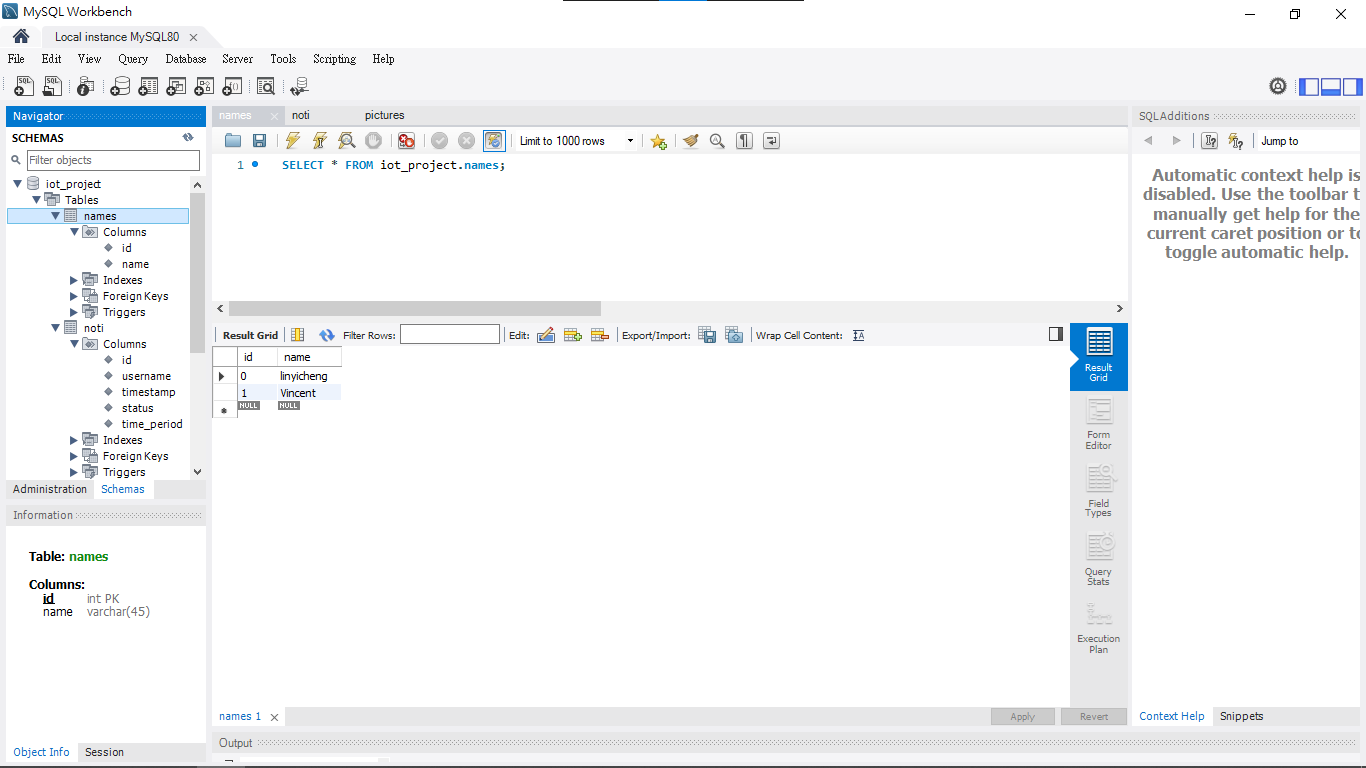 MySQL Workbench
Local instance MySQL80
File Edit View Query Database Server Tools Scripting Help
Navigator
SCHEMAS
Filter objects
iot_project
Tables
names
Columns
id
name
Indexes
Foreign Keys
Triggers
noti
Columns
id
username
timestamp
status
time_period
Indexes
Foreign Keys
Triggers
Administration Schemas
Information
Table: names
Columns:
id int PK
name varchar(45)
Object Info Session
names noti pictures
Limit to 1000 rows
1 SELECT * FROM iot_project.names;
Result Grid Filter Rows: Edit: Export/Import: Wrap Cell Content:
id name
0 linyicheng
1 Vincent
NULL NULL
Result
Grid
Form
Editor
Field
Types
Query
Stats
Execution
Plan
names 1 Apply Revert
Output
SQLAdditions
Jump to
Automatic context help is
disabled. Use the toolbar t
manually get help for the
current caret position or to
toggle automatic help.
Context Help Snippets